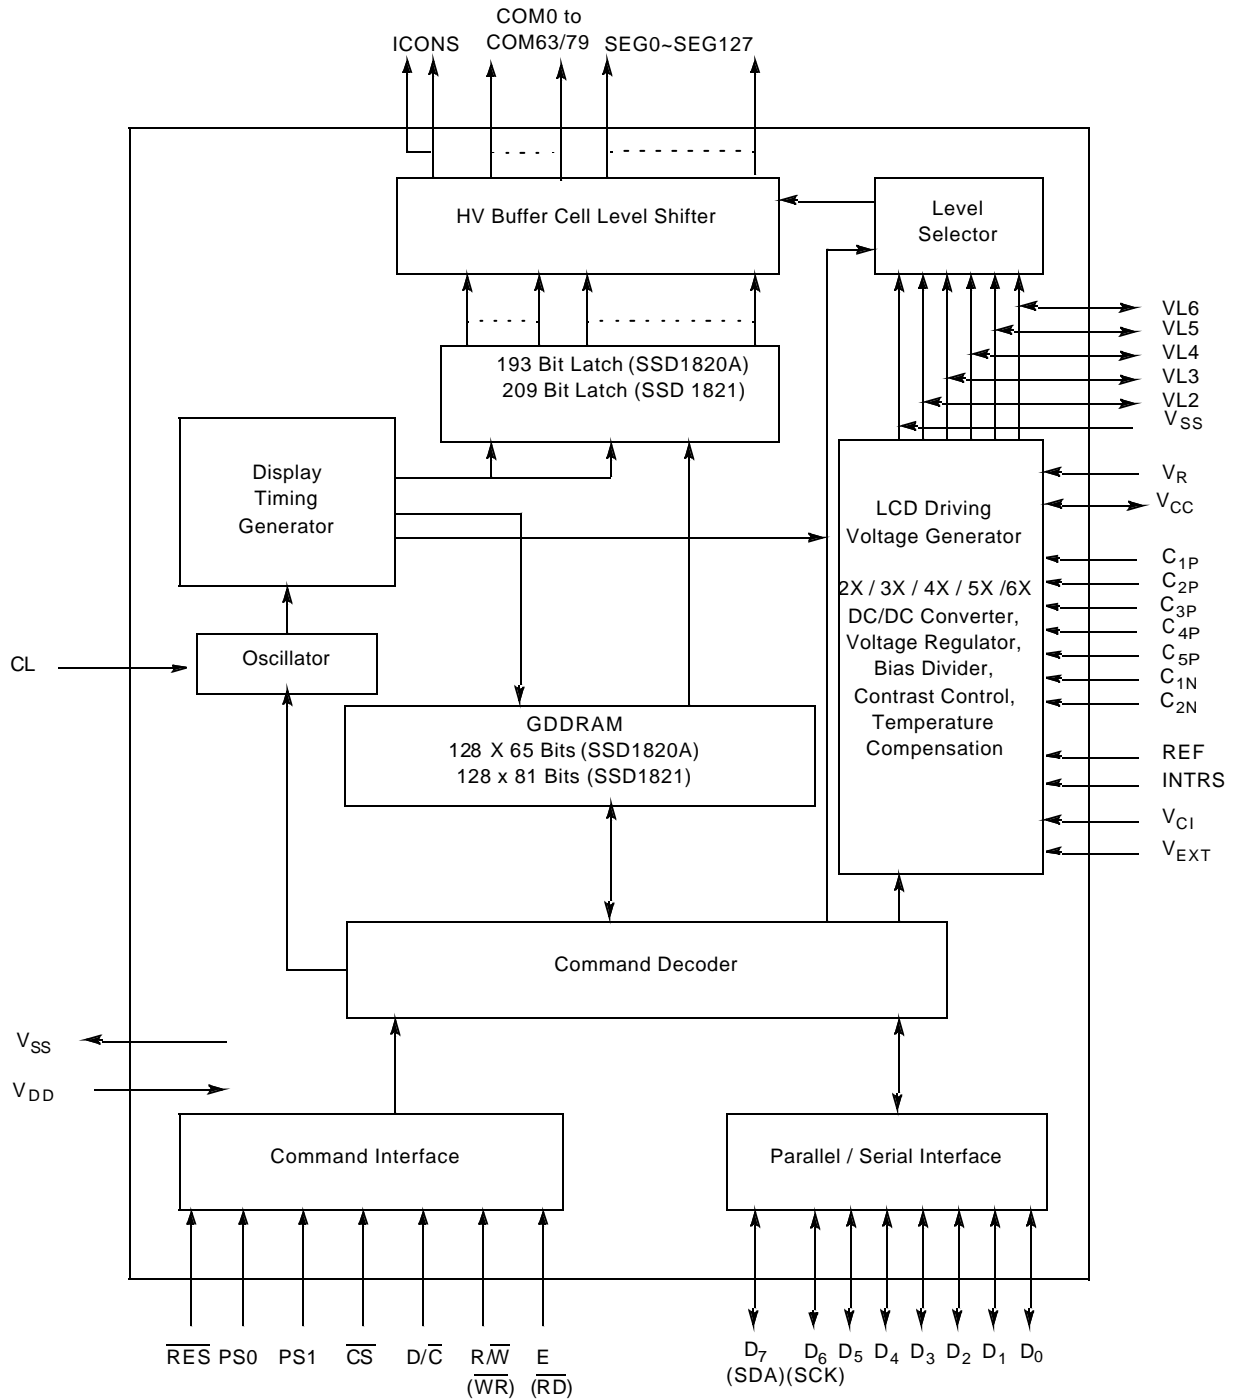 COM0 to
ICONS COM63/79 SEG0~SEG127
HV Buffer Cell Level Shifter
Level
Selector
VL6
VL5
VL4
VL3
VL2
VSS
193 Bit Latch (SSD1820A)
209 Bit Latch (SSD 1821)
Display
Timing
Generator
VR
VCC
LCD Driving
Voltage Generator
2X / 3X / 4X / 5X /6X
DC/DC Converter,
Voltage Regulator,
Bias Divider,
Contrast Control,
Temperature
Compensation
C1P
C2P
C3P
C4P
C5P
C1N
C2N
REF
INTRS
VCI
VEXT
CL
Oscillator
GDDRAM
128 X 65 Bits (SSD1820A)
128 x 81 Bits (SSD1821)
Command Decoder
VSS
VDD
Command Interface
Parallel / Serial Interface
R̅E̅S̅ PS0 PS1 C̅S̅ D/C̅ R/W̅ E
(W̅R̅) (R̅D̅)
D7 D6 D5 D4 D3 D2 D1 D0
(SDA)(SCK)